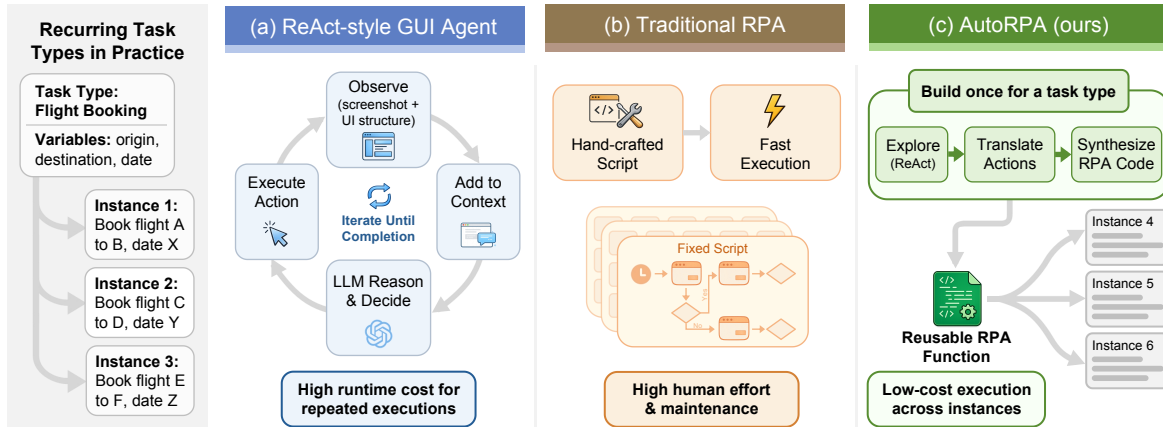 Recurring Task
Types in Practice
Task Type:
Flight Booking
Variables: origin,
destination, date
Instance 1:
Book flight A
to B, date X
Instance 2:
Book flight C
to D, date Y
Instance 3:
Book flight E
to F, date Z
(a) ReAct-style GUI Agent
Observe
(screenshot +
UI structure)
Execute
Action
Iterate Until
Completion
Add to
Context
LLM Reason
& Decide
High runtime cost for
repeated executions
(b) Traditional RPA
</>
Hand-crafted
Script
Fast
Execution
Fixed Script
Yes
No
High human effort
& maintenance
(c) AutoRPA (ours)
Build once for a task type
Explore
(ReAct)
Translate
Actions
Synthesize
RPA Code
</>
</>
Reusable RPA
Function
Instance 4
Instance 5
Instance 6
Low-cost execution
across instances